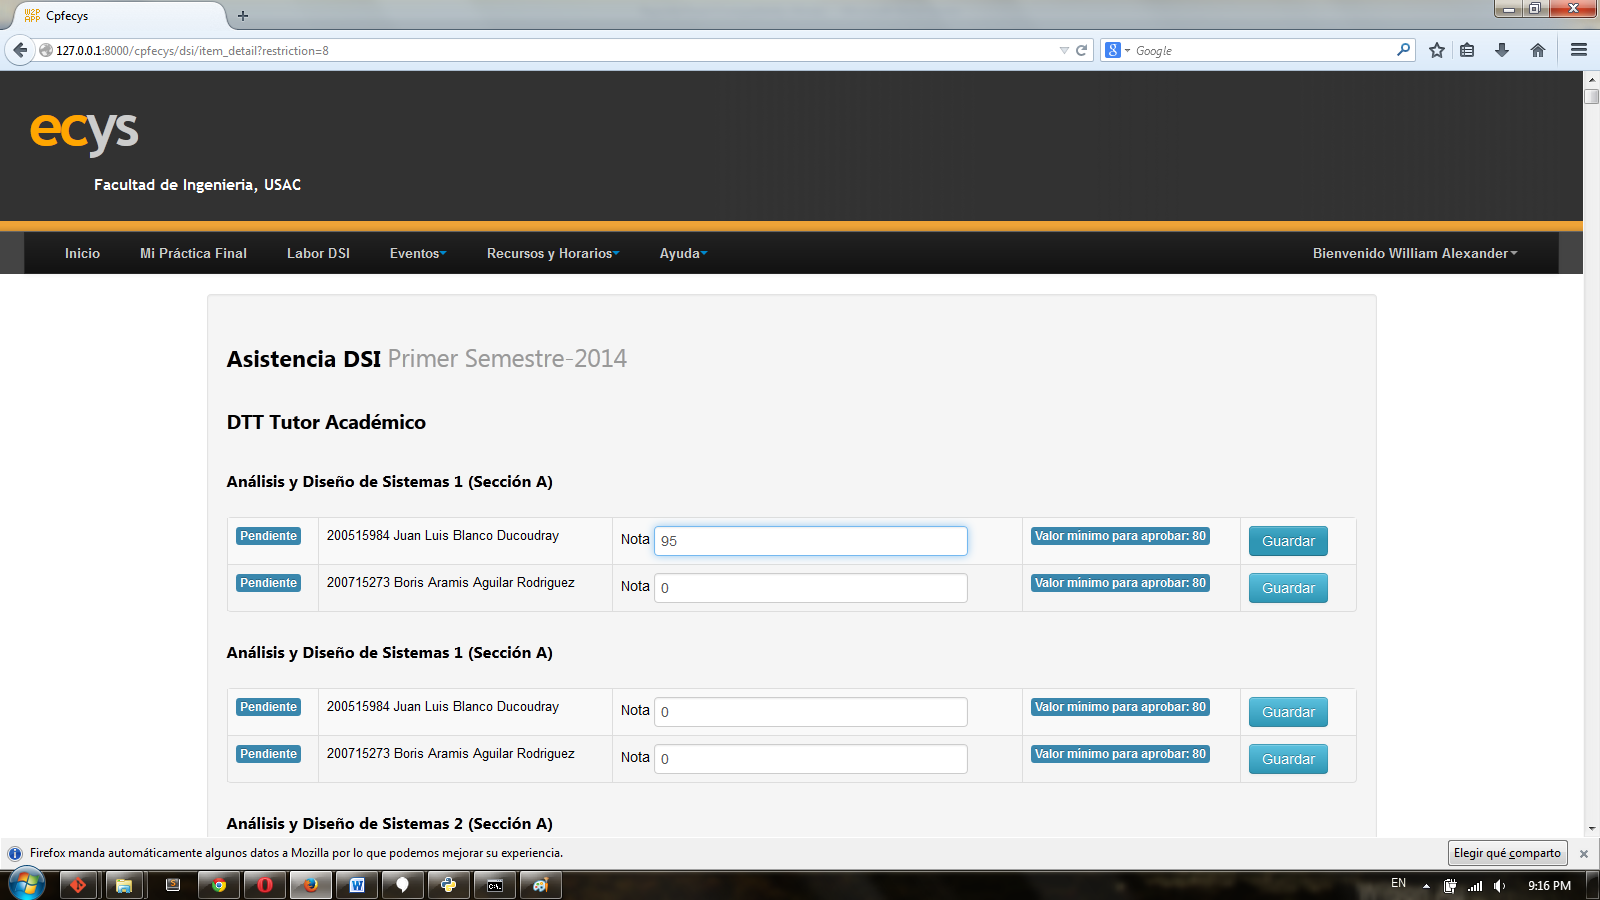 Cpfecys
127.0.0.1:8000/cpfecys/dsi/item_detail?restriction=8
Google
ecys
Facultad de Ingenieria, USAC
Inicio Mi Práctica Final Labor DSI Eventos Recursos y Horarios Ayuda Bienvenido William Alexander
Asistencia DSI Primer Semestre-2014
DTT Tutor Académico
Análisis y Diseño de Sistemas 1 (Sección A)
Pendiente 200515984 Juan Luis Blanco Ducoudray Nota 95 Valor mínimo para aprobar: 80 Guardar
Pendiente 200715273 Boris Aramis Aguilar Rodriguez Nota 0 Valor mínimo para aprobar: 80 Guardar
Análisis y Diseño de Sistemas 1 (Sección A)
Pendiente 200515984 Juan Luis Blanco Ducoudray Nota 0 Valor mínimo para aprobar: 80 Guardar
Pendiente 200715273 Boris Aramis Aguilar Rodriguez Nota 0 Valor mínimo para aprobar: 80 Guardar
Análisis y Diseño de Sistemas 2 (Sección A)
Firefox manda automáticamente algunos datos a Mozilla por lo que podemos mejorar su experiencia. Elegir qué comparto
EN 9:16 PM